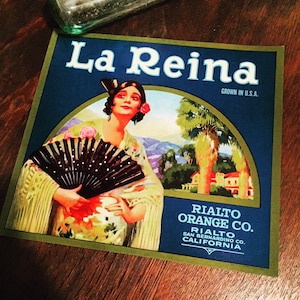 La Reina
GROWN IN U.S.A.
RIALTO
ORANGE CO.
RIALTO
SAN BERNARDINO CO.
CALIFORNIA